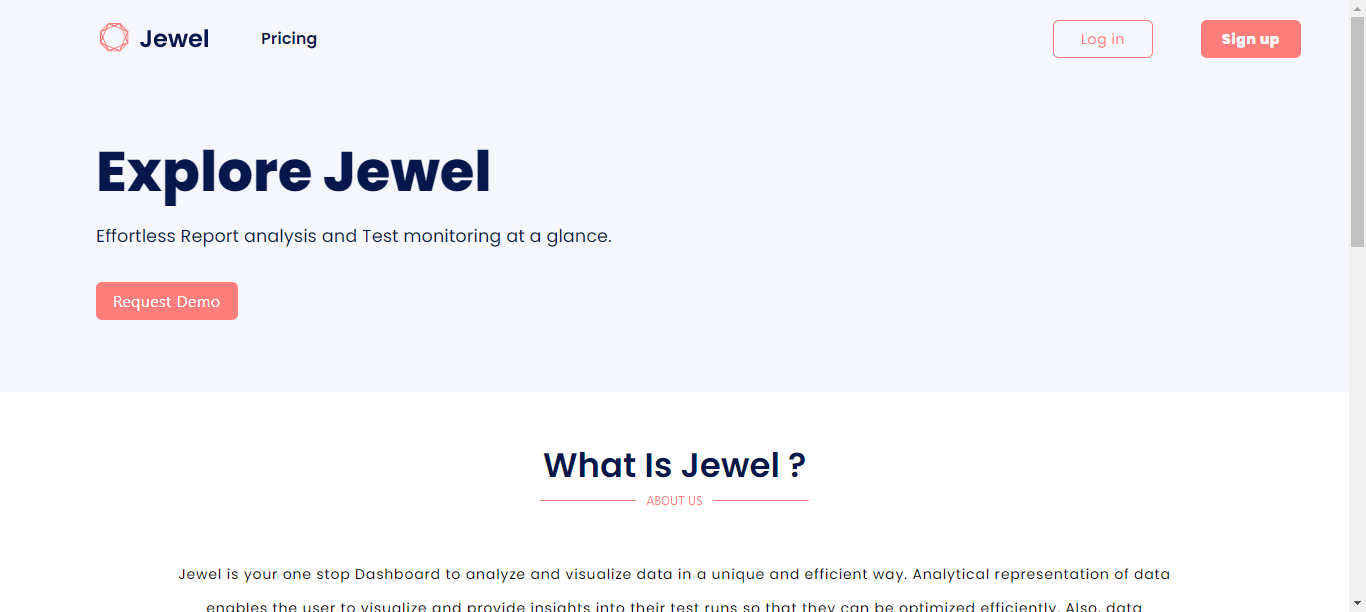 Jewel
Pricing
Log in
Sign up
Explore Jewel
Effortless Report analysis and Test monitoring at a glance.
Request Demo
What Is Jewel ?
ABOUT US
Jewel is your one stop Dashboard to analyze and visualize data in a unique and efficient way. Analytical representation of data
enables the user to visualize and provide insights into their test runs so that they can be optimized efficiently. Also, data